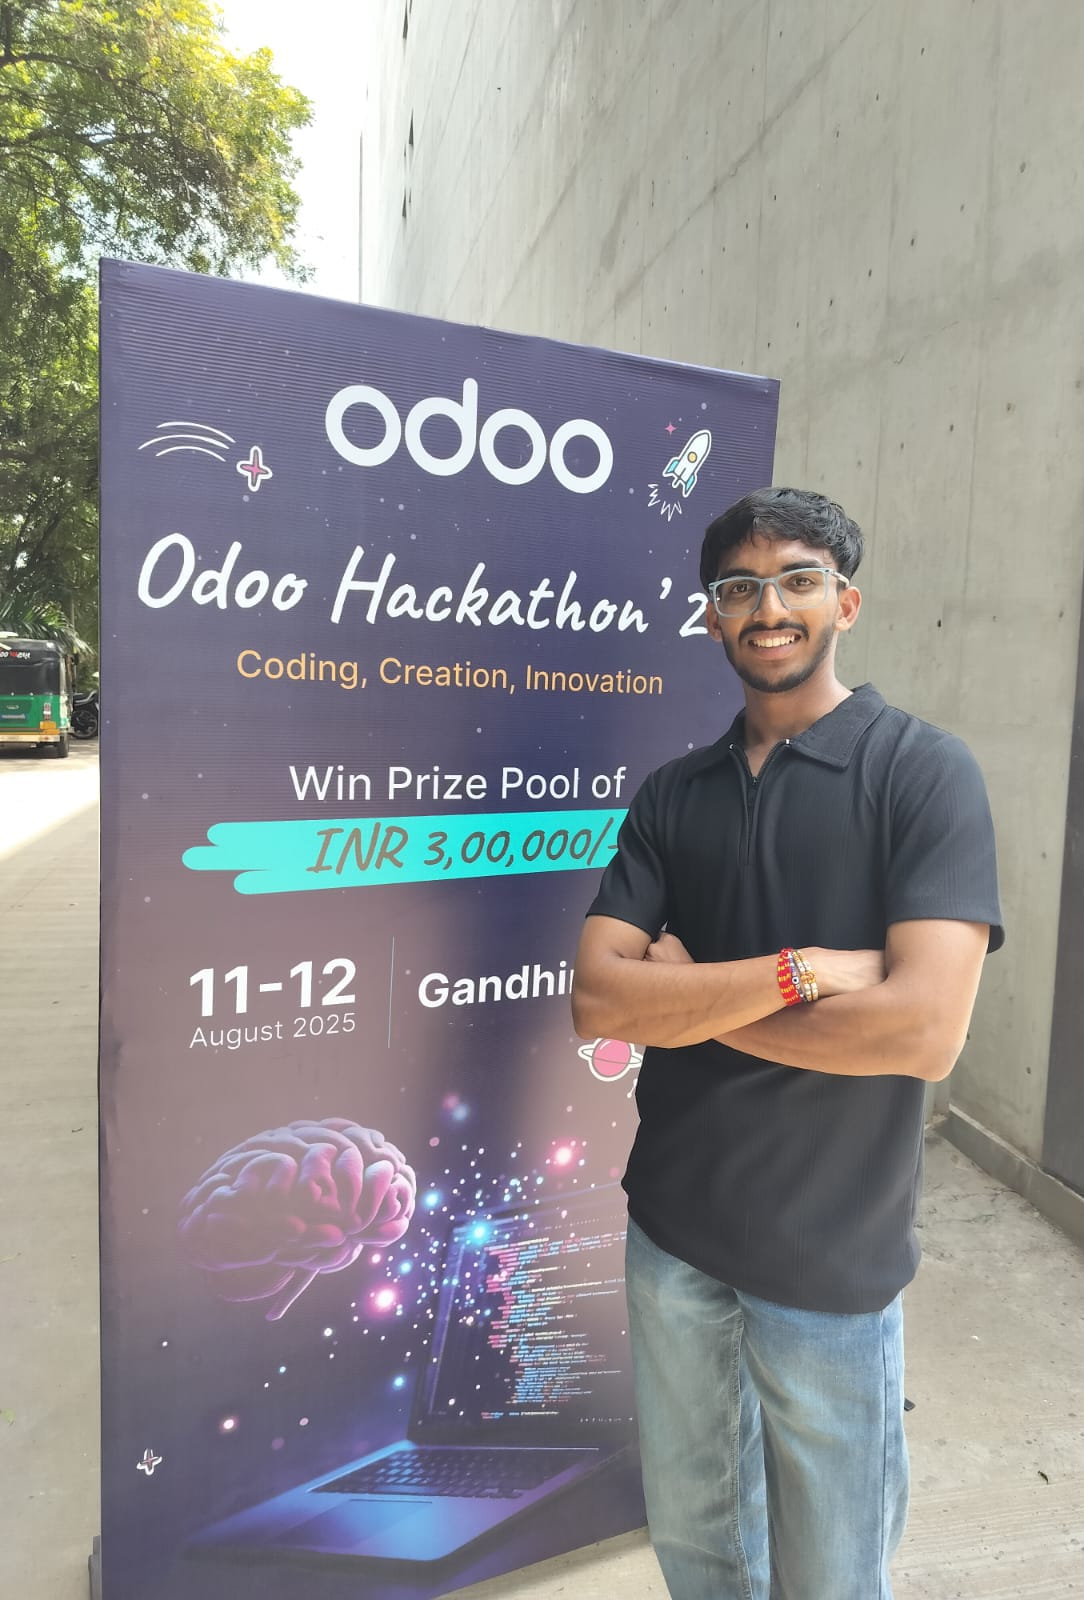 odoo
Odoo Hackathon' 2
Coding, Creation, Innovation
Win Prize Pool of
INR 3,00,000/-
11-12
August 2025
Gandhi